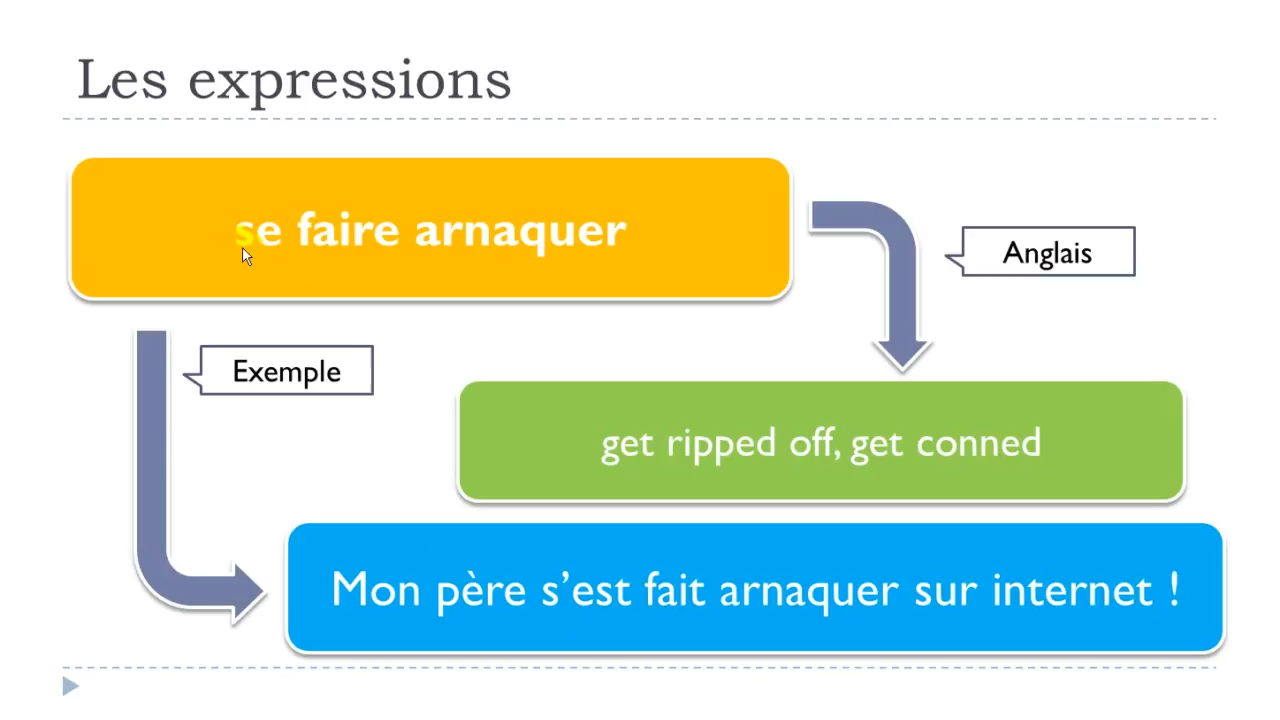 Les expressions
se faire arnaquer
Anglais
Exemple
get ripped off, get conned
Mon père s’est fait arnaquer sur internet !